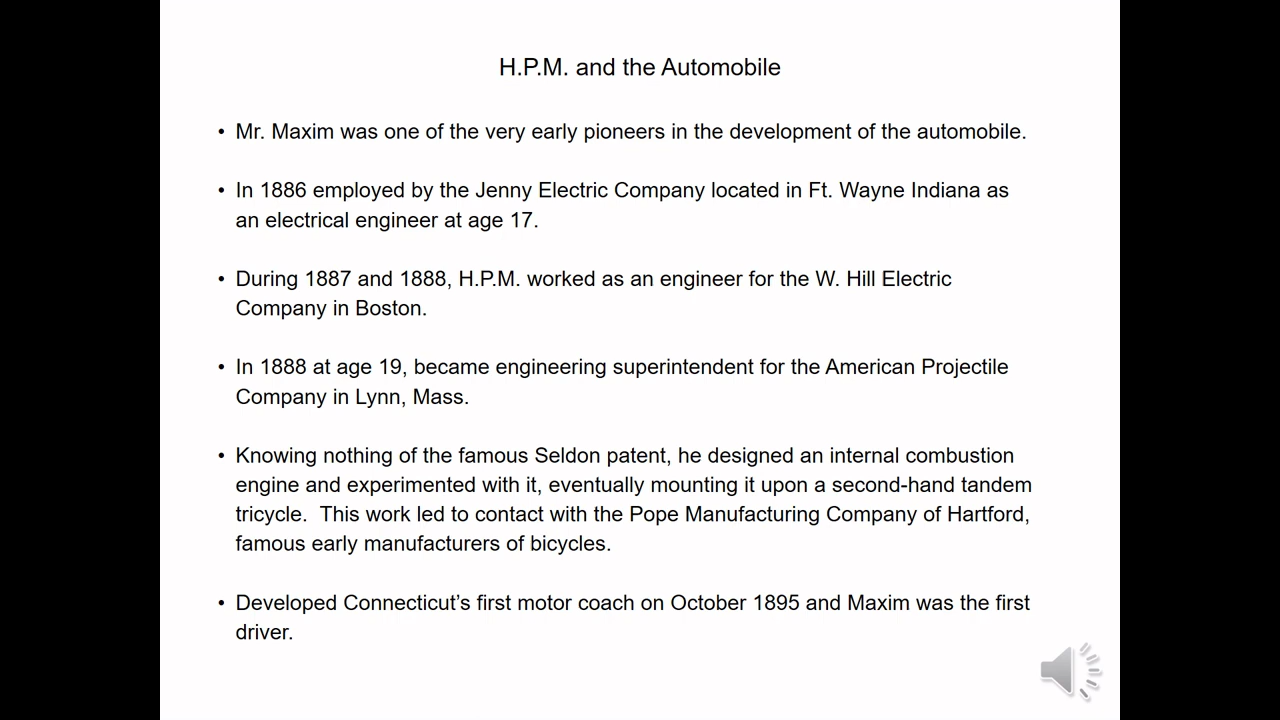 H.P.M. and the Automobile
• Mr. Maxim was one of the very early pioneers in the development of the automobile.
• In 1886 employed by the Jenny Electric Company located in Ft. Wayne Indiana as
an electrical engineer at age 17.
• During 1887 and 1888, H.P.M. worked as an engineer for the W. Hill Electric
Company in Boston.
• In 1888 at age 19, became engineering superintendent for the American Projectile
Company in Lynn, Mass.
• Knowing nothing of the famous Seldon patent, he designed an internal combustion
engine and experimented with it, eventually mounting it upon a second-hand tandem
tricycle.  This work led to contact with the Pope Manufacturing Company of Hartford,
famous early manufacturers of bicycles.
• Developed Connecticut’s first motor coach on October 1895 and Maxim was the first
driver.